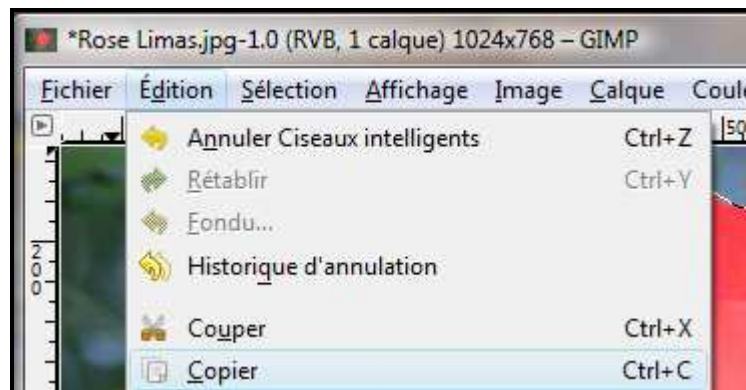 *Rose Limas.jpg-1.0 (RVB, 1 calque) 1024x768 – GIMP
Fichier Édition Sélection Affichage Image Calque
Annuler Ciseaux intelligents Ctrl+Z
Rétablir Ctrl+Y
Fondu...
Historique d'annulation
200
Couper Ctrl+X
Copier Ctrl+C